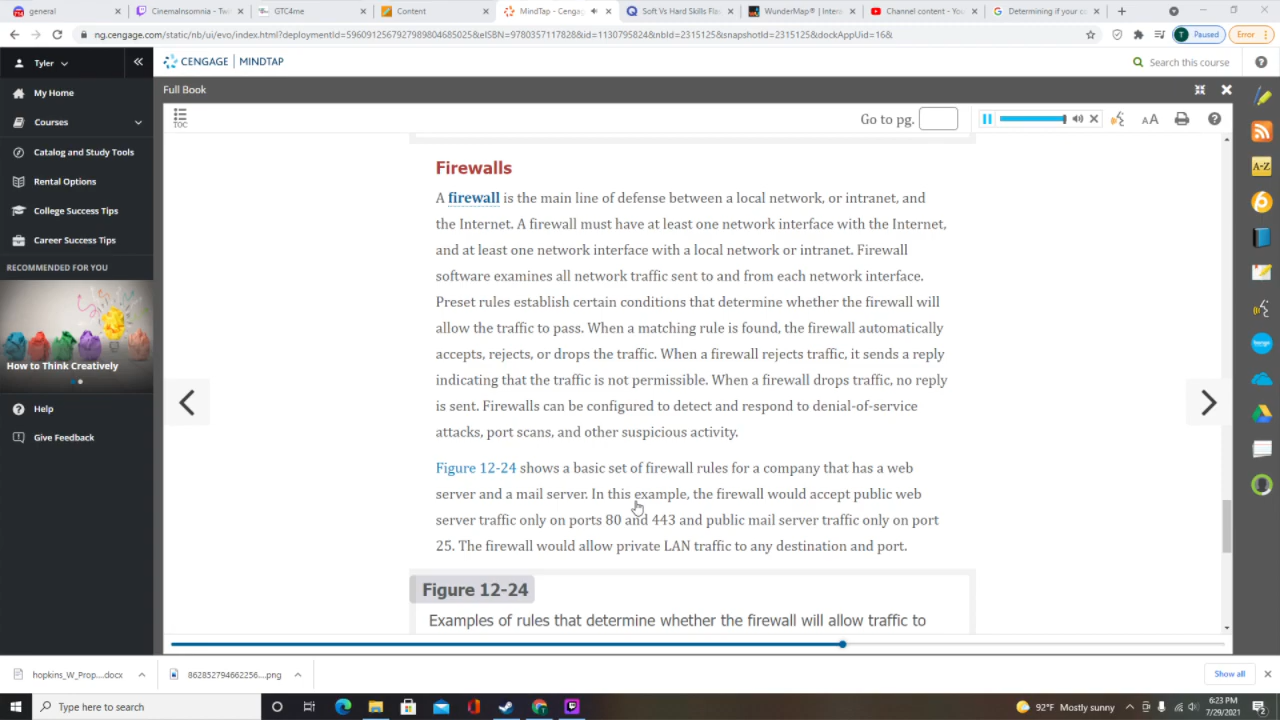 general
CinemaInsomnia - Twi
GTC4me
Content
MindTap - Cenga
Soft Vs Hard Skills Flay
WunderMap® | Intera
Channel content - You
Determining if your co
ng.cengage.com/static/nb/ui/evo/index.html?deploymentId=59609125679279898046850 25&eISBN=9780357117828&id=1130795824&nbId=2315125&snapshotId=2315125&dockAppUid=16&
T Paused
Error
Tyler
CENGAGE | MINDTAP
Search this course
My Home
Full Book
Courses
TOC
Go to pg.
AA
Catalog and Study Tools
Rental Options
College Success Tips
Career Success Tips
RECOMMENDED FOR YOU
How to Think Creatively
Help
Give Feedback
Firewalls
A firewall is the main line of defense between a local network, or intranet, and
the Internet. A firewall must have at least one network interface with the Internet,
and at least one network interface with a local network or intranet. Firewall
software examines all network traffic sent to and from each network interface.
Preset rules establish certain conditions that determine whether the firewall will
allow the traffic to pass. When a matching rule is found, the firewall automatically
accepts, rejects, or drops the traffic. When a firewall rejects traffic, it sends a reply
indicating that the traffic is not permissible. When a firewall drops traffic, no reply
is sent. Firewalls can be configured to detect and respond to denial-of-service
attacks, port scans, and other suspicious activity.
Figure 12-24 shows a basic set of firewall rules for a company that has a web
server and a mail server. In this example, the firewall would accept public web
server traffic only on ports 80 and 443 and public mail server traffic only on port
25. The firewall would allow private LAN traffic to any destination and port.
Figure 12-24
Examples of rules that determine whether the firewall will allow traffic to
A-Z
hopkins_W_Prop....docx
862852794662256....png
Show all
Type here to search
92°F Mostly sunny
6:23 PM
7/29/2021
2